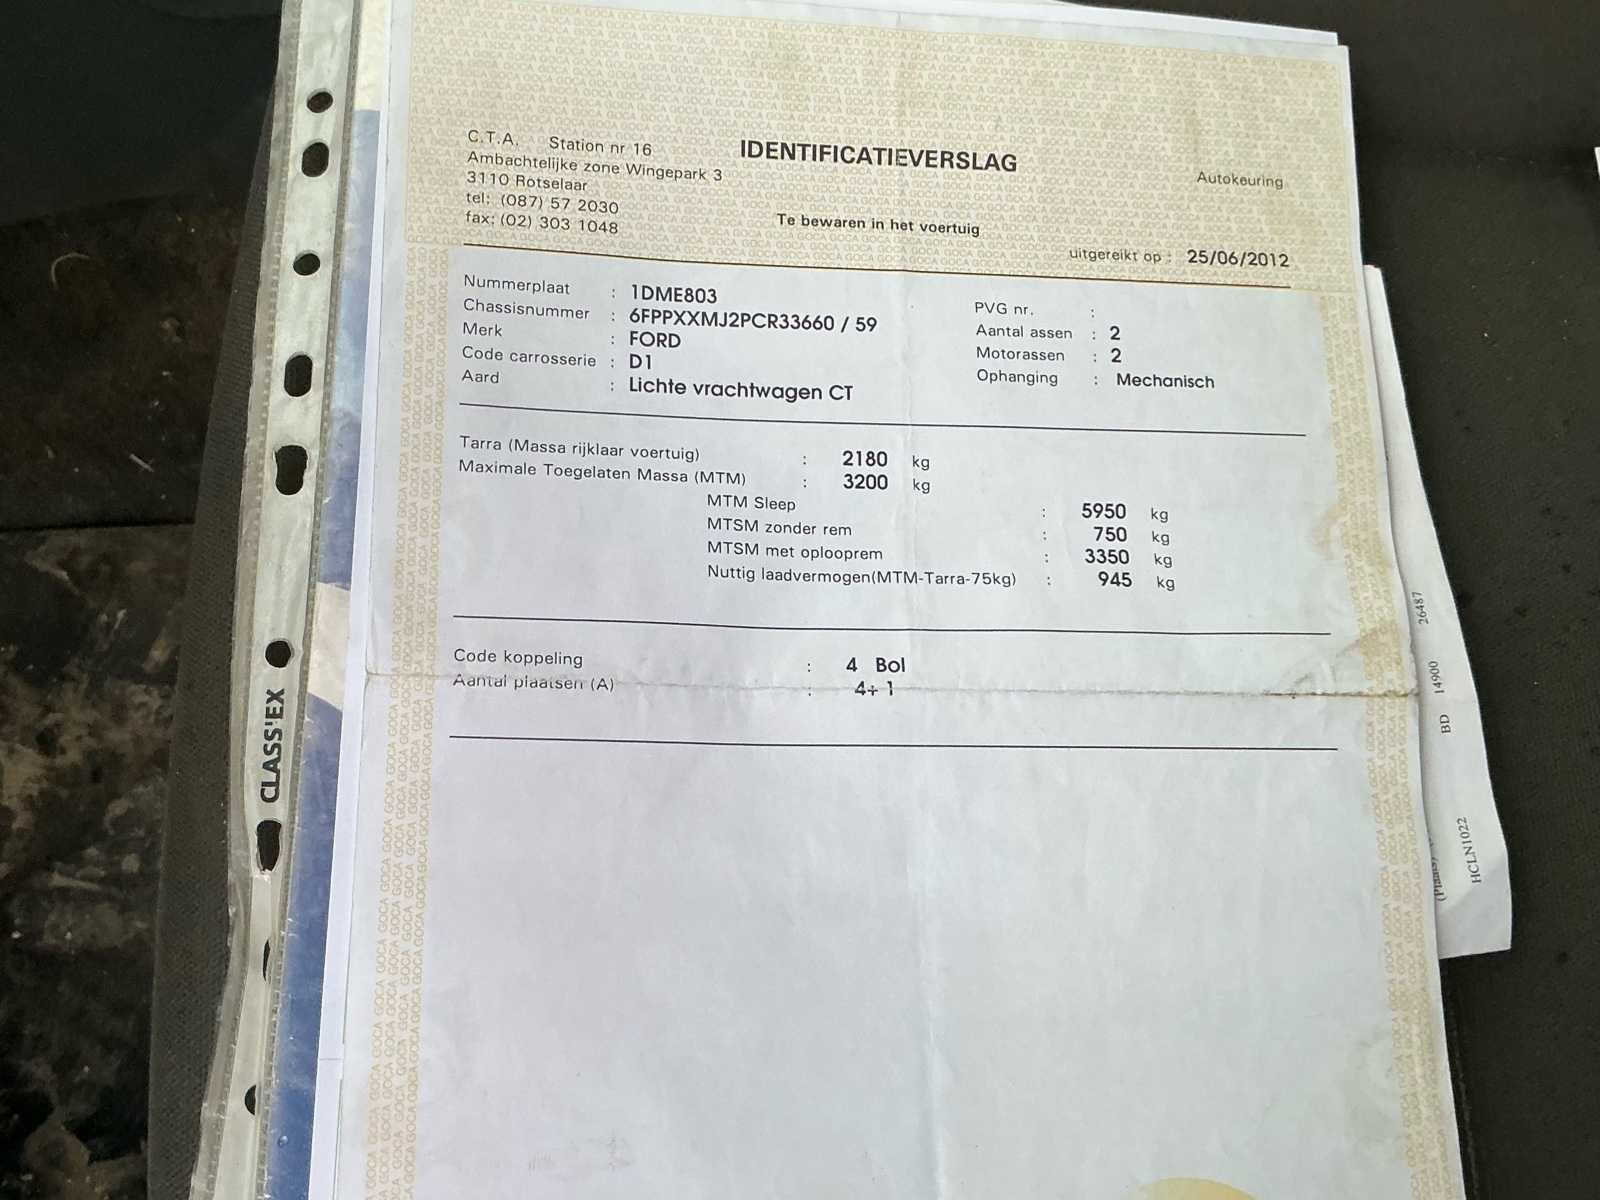 C.T.A. Station nr 16
Ambachtelijke zone Wingepark 3
3110 Rotselaar
tel: (087) 57 2030
fax: (02) 303 1048
IDENTIFICATIEVERSLAG
Te bewaren in het voertuig
Autokeuring
uitgereikt op : 25/06/2012
Nummerplaat : 1DME803
Chassisnummer : 6FPPXXMJ2PCR33660 / 59
Merk : FORD
Code carrosserie : D1
Aard : Lichte vrachtwagen CT
PVG nr. :
Aantal assen : 2
Motorassen : 2
Ophanging : Mechanisch
Tarra (Massa rijklaar voertuig) : 2180 kg
Maximale Toegelaten Massa (MTM) : 3200 kg
MTM Sleep : 5950 kg
MTSM zonder rem : 750 kg
MTSM met oplooprem : 3350 kg
Nuttig laadvermogen(MTM-Tarra-75kg) : 945 kg
Code koppeling : 4 Bol
Aantal plaatsen (A) : 4+ 1
CLASS'EX
26487
BD 14900
HCLN1022